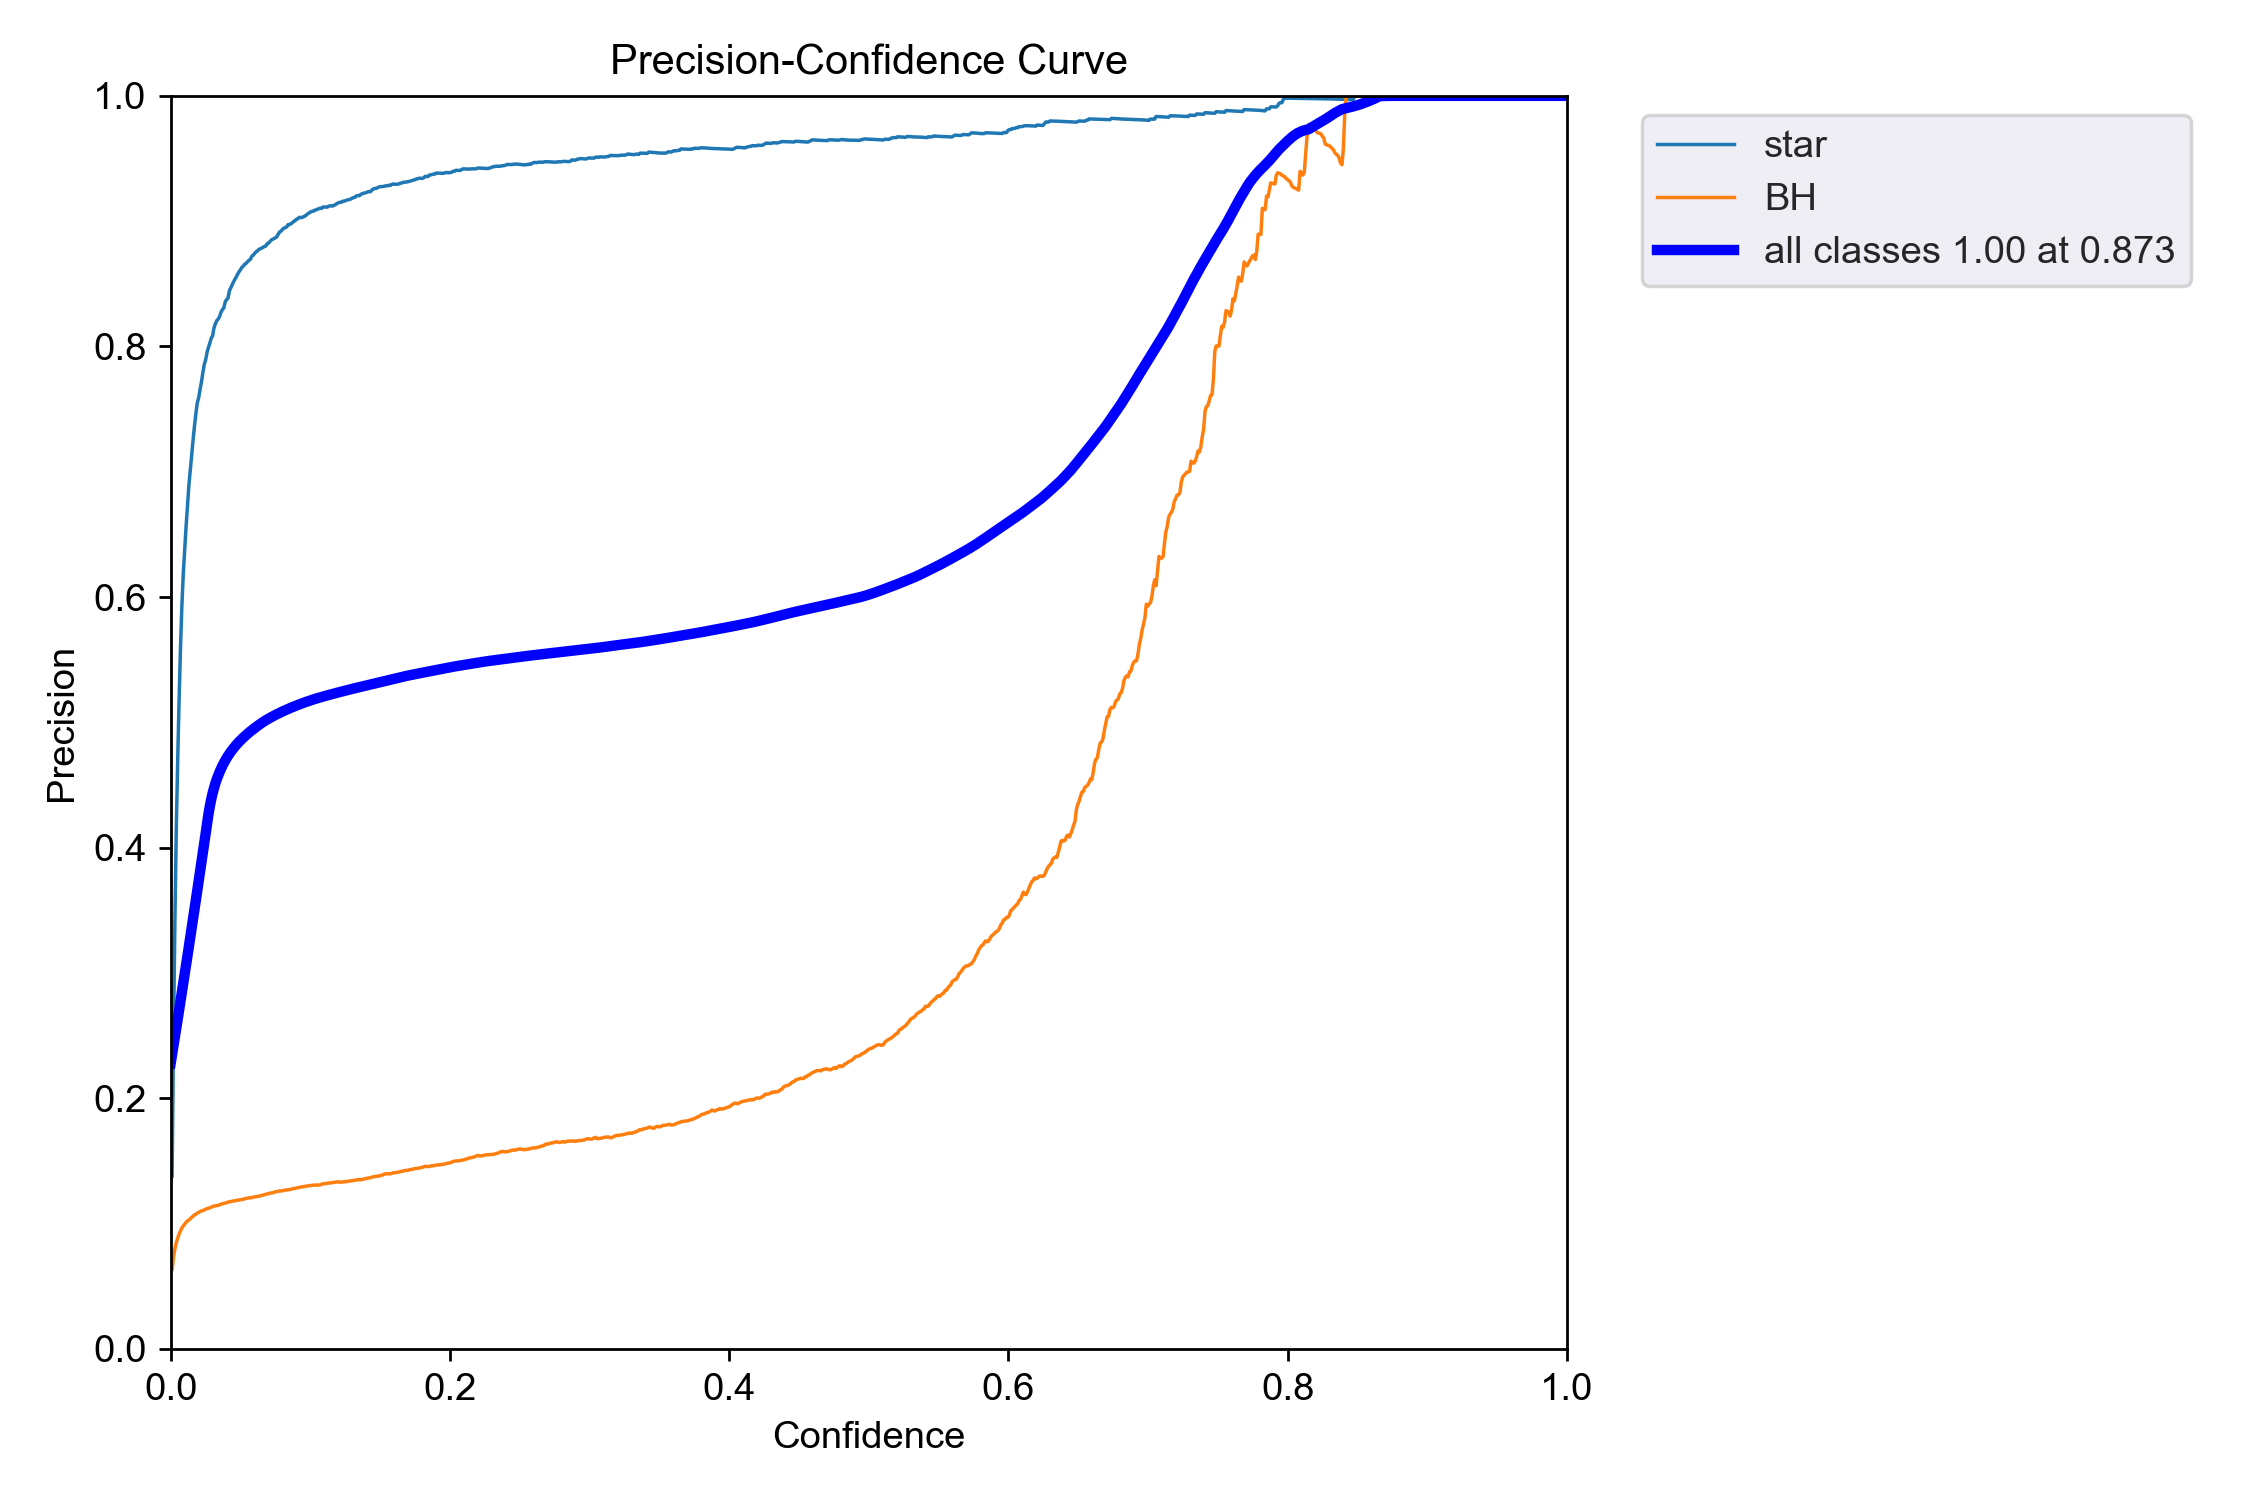 Precision-Confidence Curve
1.0
0.8
0.6
0.4
0.2
0.0
Precision
0.0 0.2 0.4 0.6 0.8 1.0
Confidence
star
BH
all classes 1.00 at 0.873